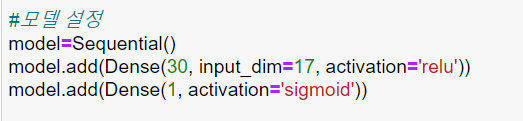 #모델 설정
model=Sequential()
model.add(Dense(30, input_dim=17, activation='relu'))
model.add(Dense(1, activation='sigmoid'))